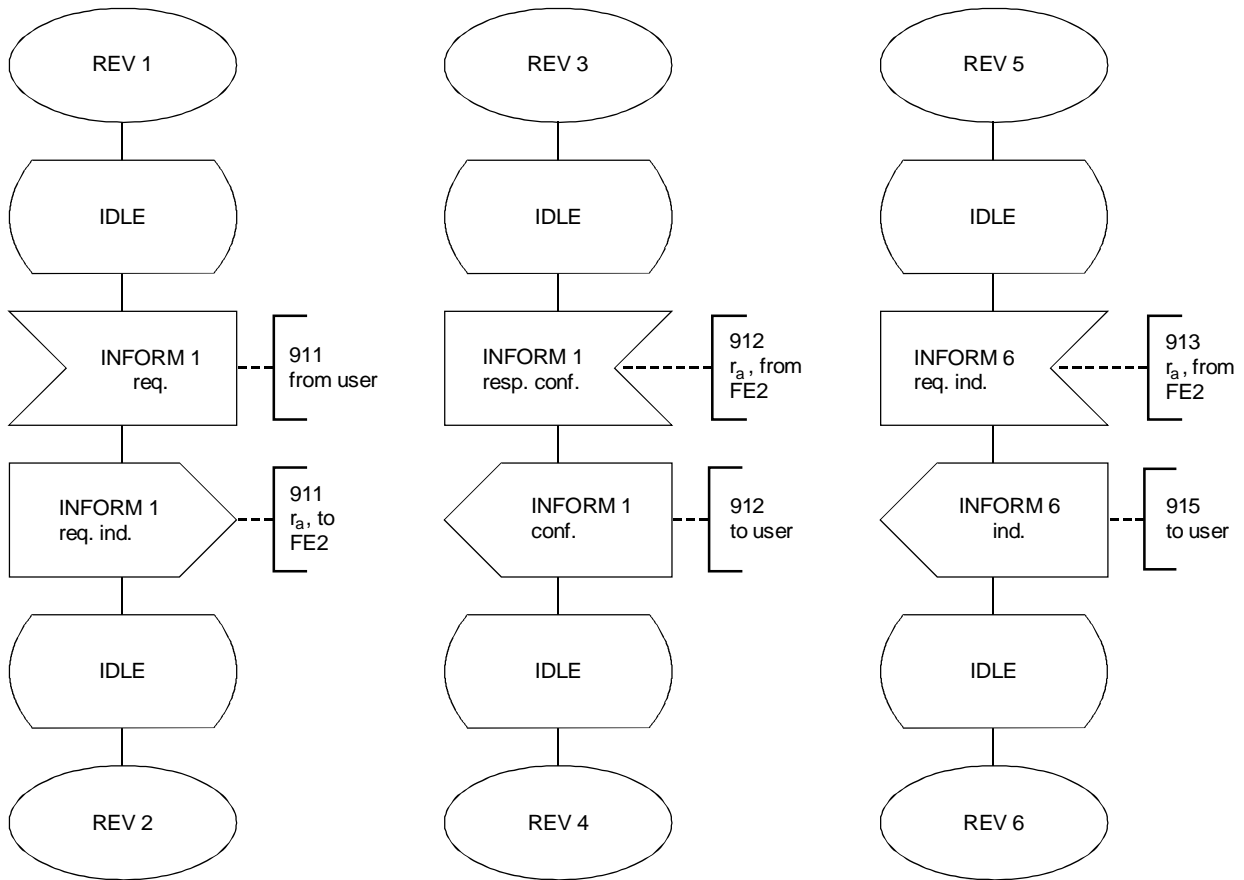 REV 1
IDLE
INFORM 1
req.
911
from user
INFORM 1
req. ind.
911
rₐ, to
FE2
IDLE
REV 2
REV 3
IDLE
INFORM 1
resp. conf.
912
rₐ, from
FE2
INFORM 1
conf.
912
to user
IDLE
REV 4
REV 5
IDLE
INFORM 6
req. ind.
913
rₐ, from
FE2
INFORM 6
ind.
915
to user
IDLE
REV 6